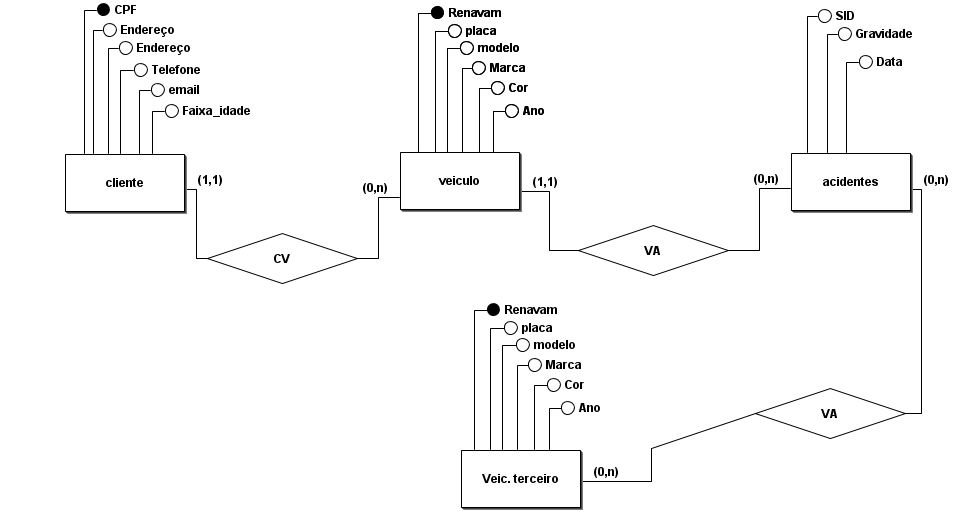 CPF
Endereço
Endereço
Telefone
email
Faixa_idade
cliente
(1,1)
(0,n)
CV
Renavam
placa
modelo
Marca
Cor
Ano
veiculo
(1,1)
(0,n)
VA
SID
Gravidade
Data
acidentes
(0,n)
VA
Renavam
placa
modelo
Marca
Cor
Ano
Veic. terceiro
(0,n)